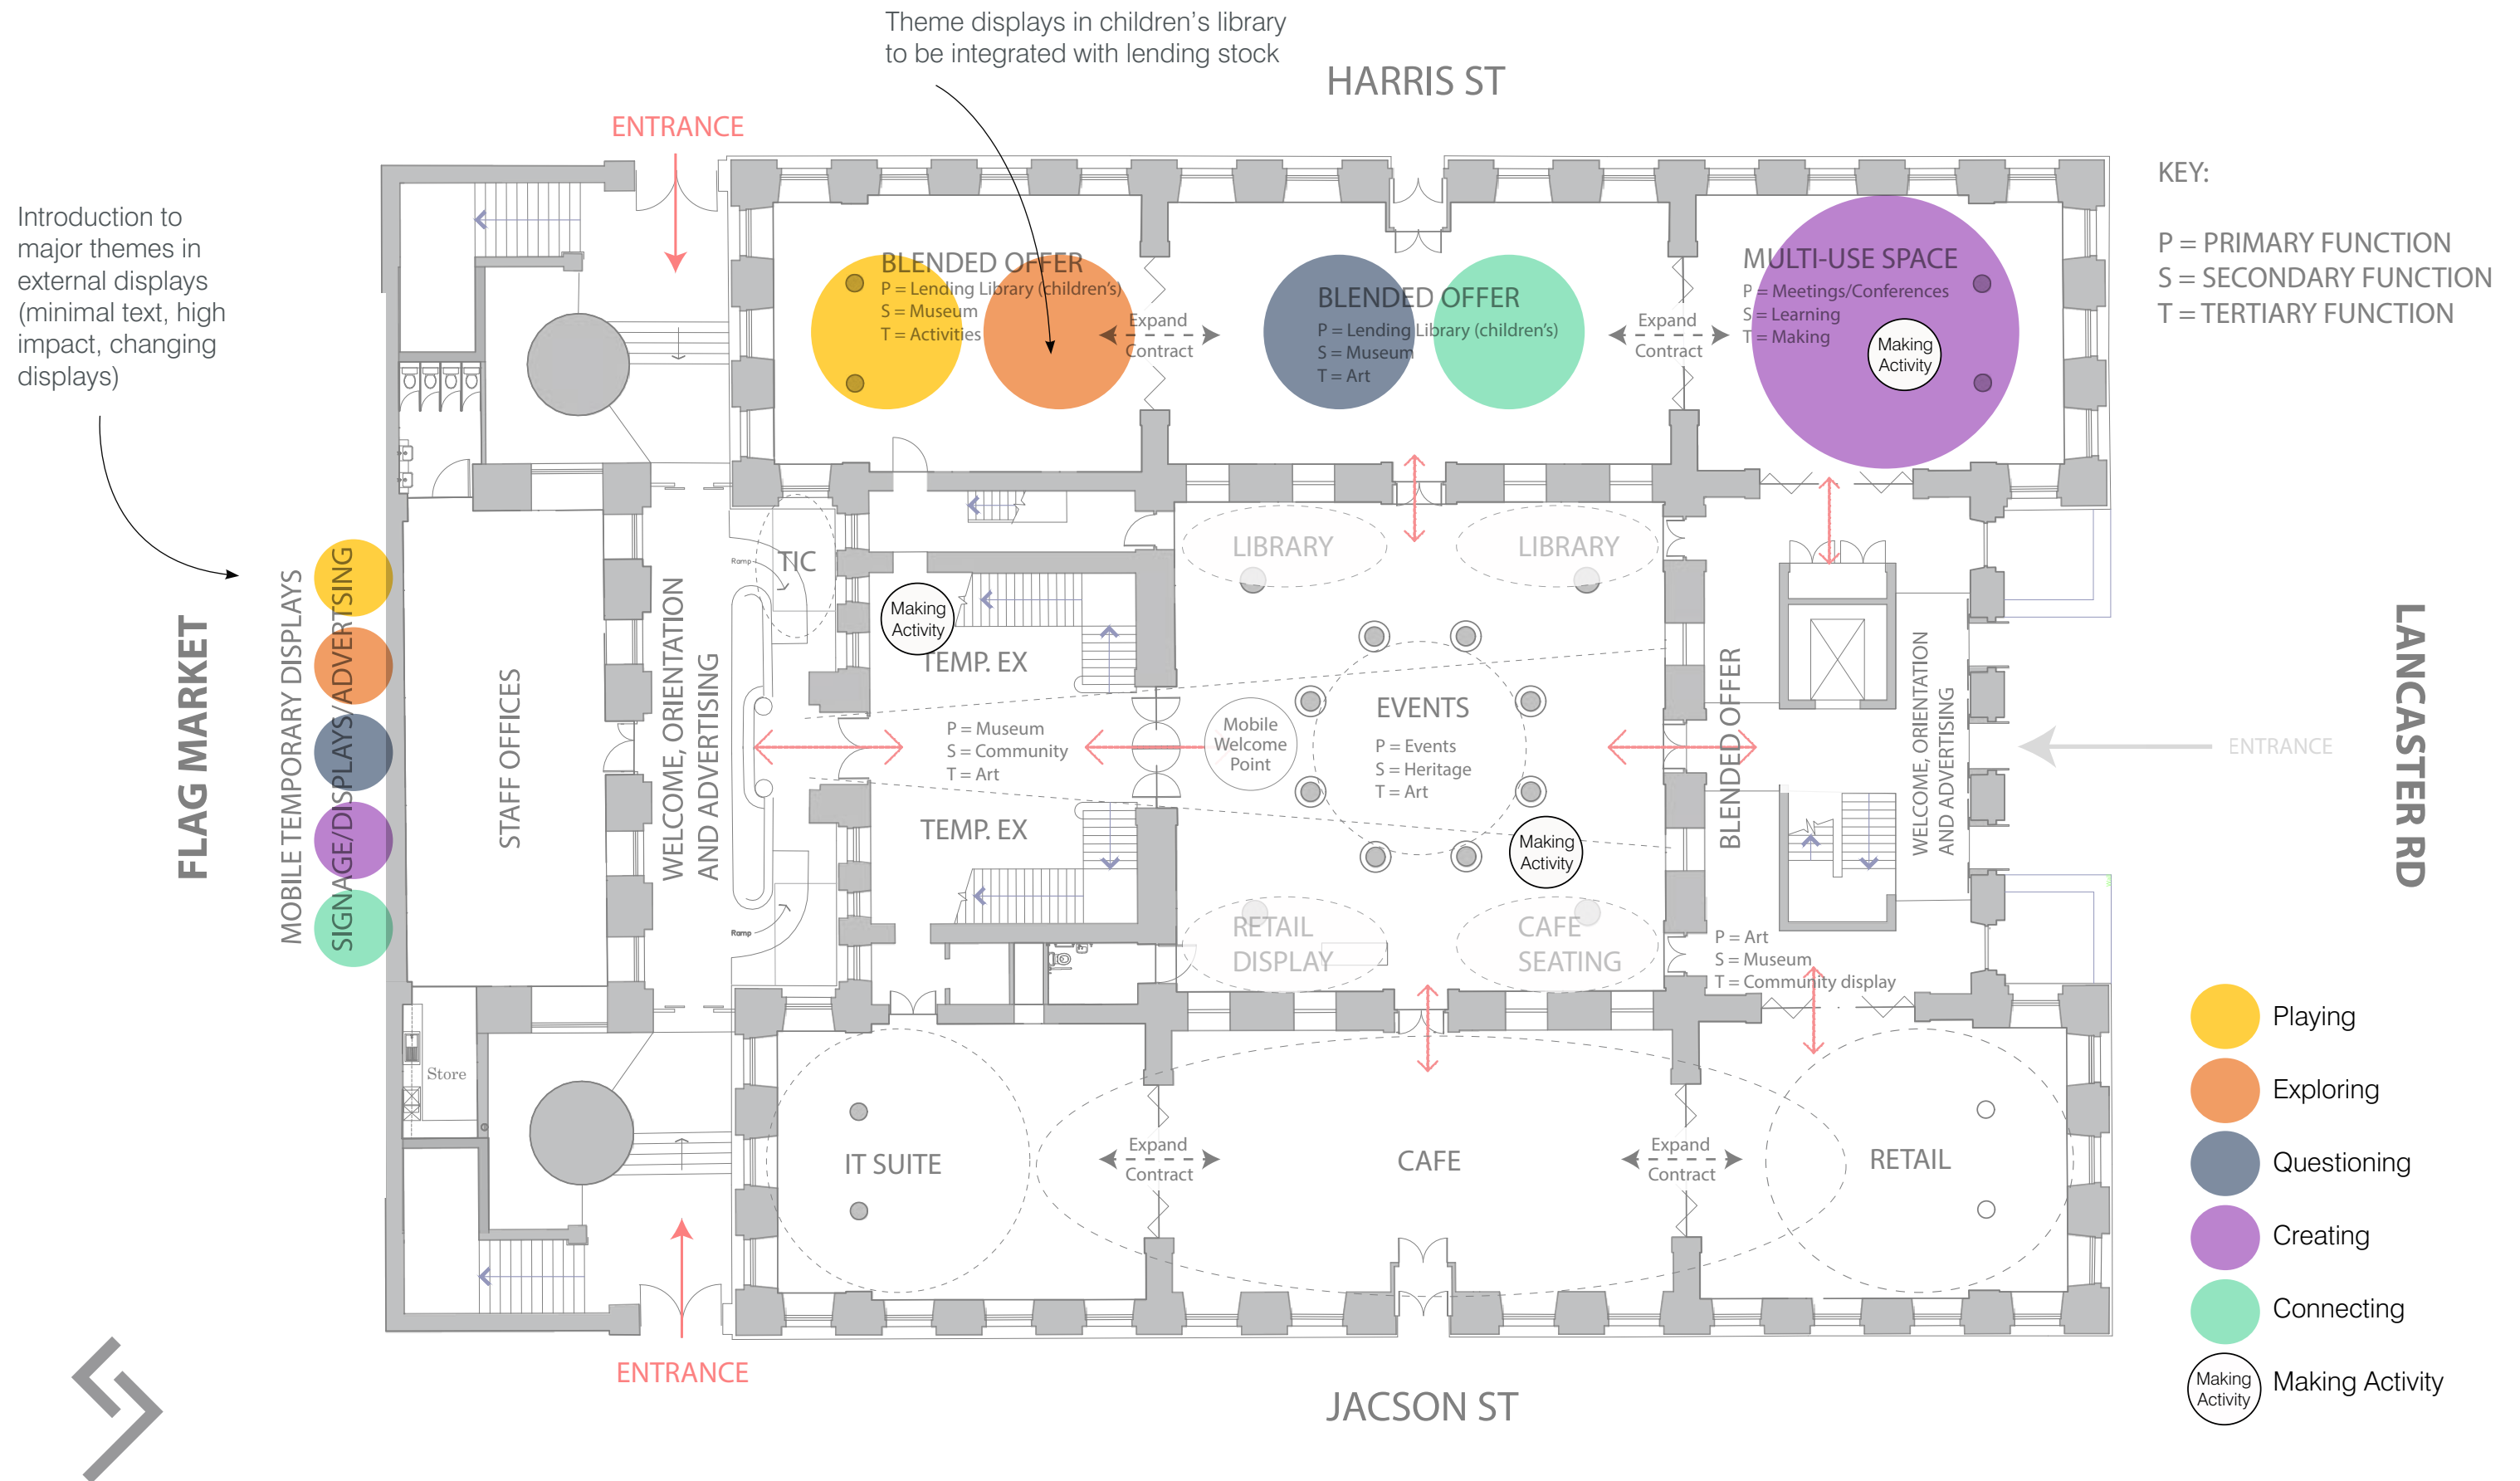 Theme displays in children's library
to be integrated with lending stock
HARRIS ST
ENTRANCE
KEY:
P = PRIMARY FUNCTION
S = SECONDARY FUNCTION
T = TERTIARY FUNCTION
Introduction to
major themes in
external displays
(minimal text, high
impact, changing
displays)
BLENDED OFFER
P = Lending Library (children's)
S = Museum
T = Activities
Expand
Contract
BLENDED OFFER
P = Lending Library (children's)
S = Museum
T = Art
Expand
Contract
MULTI-USE SPACE
P = Meetings/Conferences
S = Learning
T = Making
Making
Activity
FLAG MARKET
MOBILE TEMPORARY DISPLAYS
SIGNAGE/DISPLAYS/ADVERTSING
STAFF OFFICES
WELCOME, ORIENTATION
AND ADVERTISING
TIC
Ramp
Ramp
Making
Activity
TEMP. EX
P = Museum
S = Community
T = Art
TEMP. EX
LIBRARY
LIBRARY
Mobile
Welcome
Point
EVENTS
P = Events
S = Heritage
T = Art
Making
Activity
RETAIL
DISPLAY
CAFE
SEATING
BLENDED OFFER
P = Art
S = Museum
T = Community display
WELCOME, ORIENTATION
AND ADVERTISING
ENTRANCE
LANCASTER RD
Store
IT SUITE
Expand
Contract
CAFE
Expand
Contract
RETAIL
ENTRANCE
JACSON ST
Playing
Exploring
Questioning
Creating
Connecting
Making
Activity
Making Activity